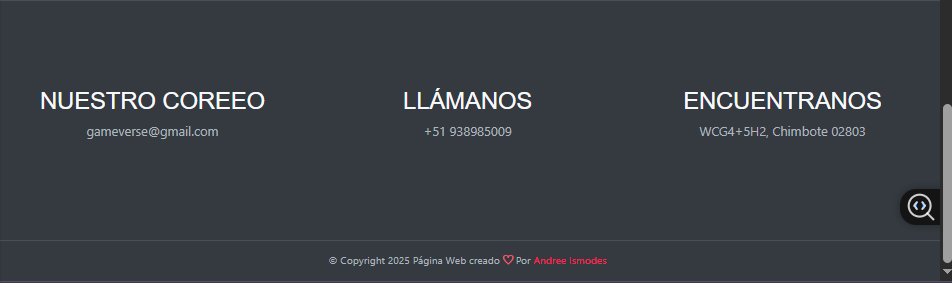 NUESTRO COREEO
gameverse@gmail.com
LLÁMANOS
+51 938985009
ENCUENTRANOS
WCG4+5H2, Chimbote 02803
© Copyright 2025 Página Web creado ♡ Por Andree Ismodes